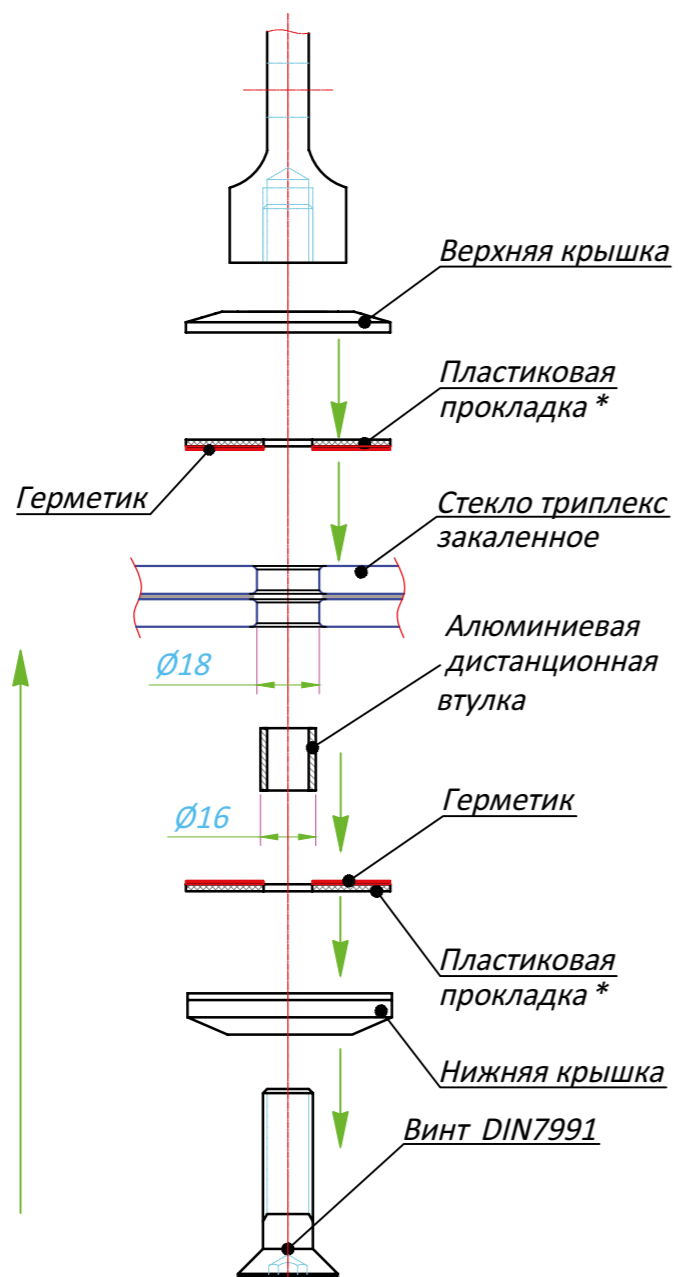 Верхняя крышка
Пластиковая
прокладка *
Герметик
Стекло триплекс
закаленное
Алюминиевая
дистанционная
втулка
Ø18
Ø16
Герметик
Пластиковая
прокладка *
Нижняя крышка
Винт DIN7991